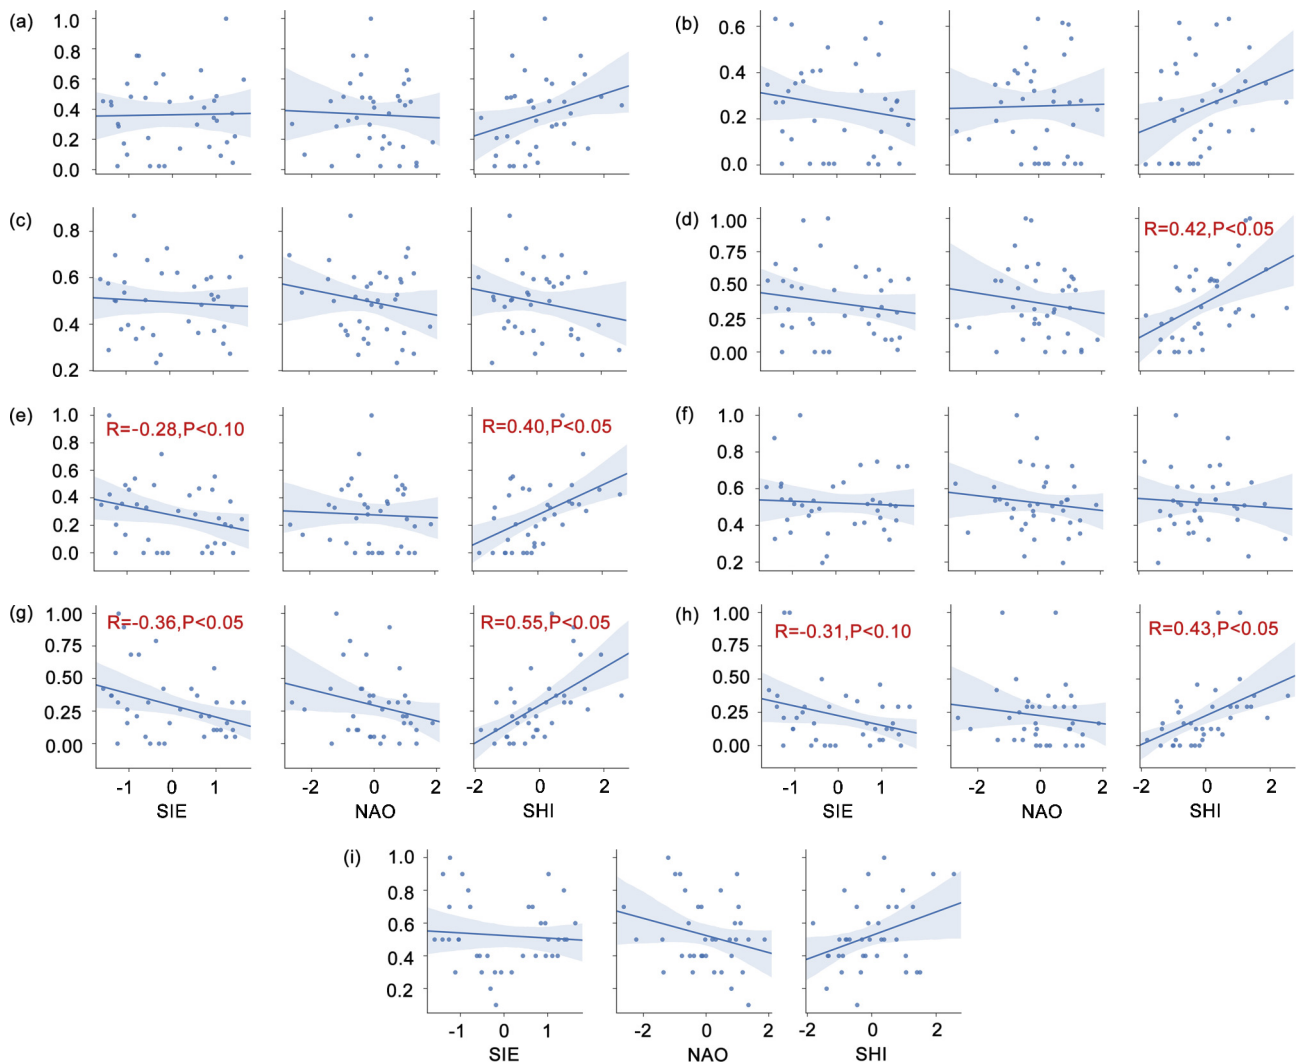 (a)
1.0
0.8
0.6
0.4
0.2
0.0
(b)
0.6
0.4
0.2
0.0
(c)
0.8
0.6
0.4
0.2
(d)
1.00
0.75
0.50
0.25
0.00
R=0.42,P<0.05
(e)
1.0
0.8
0.6
0.4
0.2
0.0
R=-0.28,P<0.10
R=0.40,P<0.05
(f)
1.0
0.8
0.6
0.4
0.2
(g)
1.00
0.75
0.50
0.25
0.00
R=-0.36,P<0.05
R=0.55,P<0.05
-1 0 1
-2 0 2
-2 0 2
SIE NAO SHI
(h)
1.00
0.75
0.50
0.25
0.00
R=-0.31,P<0.10
R=0.43,P<0.05
-1 0 1
-2 0 2
-2 0 2
SIE NAO SHI
(i)
1.0
0.8
0.6
0.4
0.2
-1 0 1
-2 0 2
-2 0 2
SIE NAO SHI